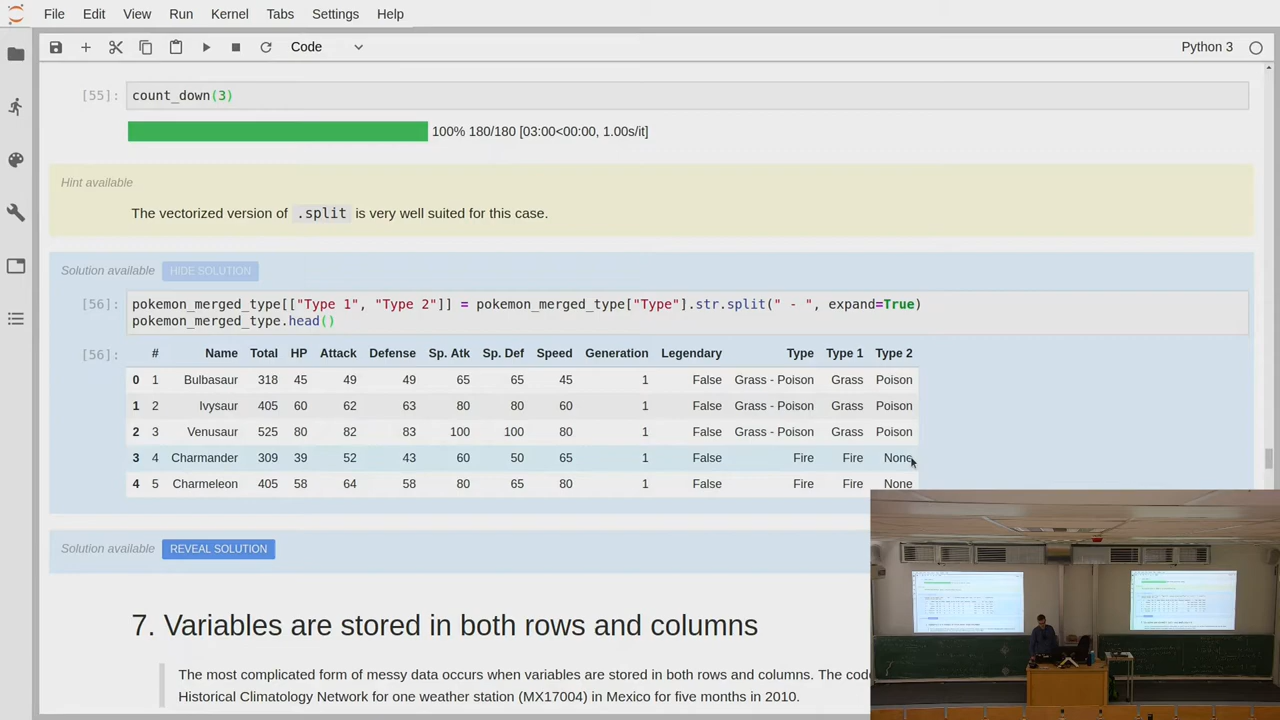 File Edit View Run Kernel Tabs Settings Help
Code Python 3
[55]: count_down(3)
100% 180/180 [03:00<00:00, 1.00s/it]
Hint available
The vectorized version of .split is very well suited for this case.
Solution available HIDE SOLUTION
[56]: pokemon_merged_type[["Type 1", "Type 2"]] = pokemon_merged_type["Type"].str.split(" - ", expand=True)
pokemon_merged_type.head()
[56]: # Name Total HP Attack Defense Sp. Atk Sp. Def Speed Generation Legendary Type Type 1 Type 2
0 1 Bulbasaur 318 45 49 49 65 65 45 1 False Grass - Poison Grass Poison
1 2 Ivysaur 405 60 62 63 80 80 60 1 False Grass - Poison Grass Poison
2 3 Venusaur 525 80 82 83 100 100 80 1 False Grass - Poison Grass Poison
3 4 Charmander 309 39 52 43 60 50 65 1 False Fire Fire None
4 5 Charmeleon 405 58 64 58 80 65 80 1 False Fire Fire None
Solution available REVEAL SOLUTION
7. Variables are stored in both rows and columns
The most complicated form of messy data occurs when variables are stored in both rows and columns. The
Historical Climatology Network for one weather station (MX17004) in Mexico for five months in 2010.